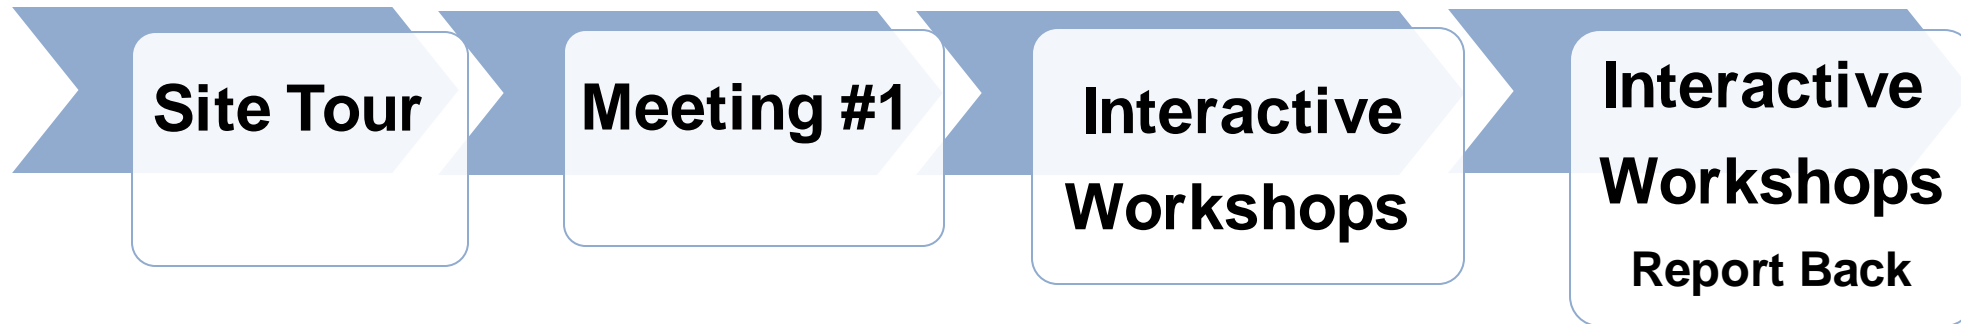 Site Tour
Meeting #1
Interactive
Workshops
Interactive
Workshops
Report Back